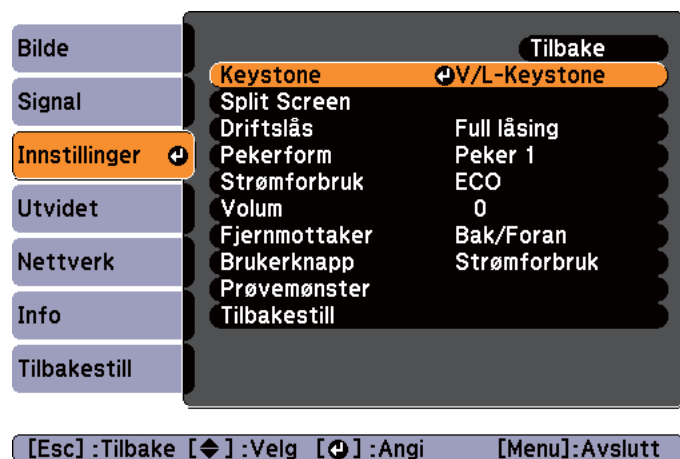 Bilde
Signal
Innstillinger
Utvidet
Nettverk
Info
Tilbakestill
Tilbake
Keystone V/L-Keystone
Split Screen
Driftslås Full låsing
Pekerform Peker 1
Strømforbruk ECO
Volum 0
Fjernmottaker Bak/Foran
Brukerknapp Strømforbruk
Prøvemønster
Tilbakestill
[Esc] :Tilbake [◆] :Velg [⏎] :Angi [Menu]:Avslutt